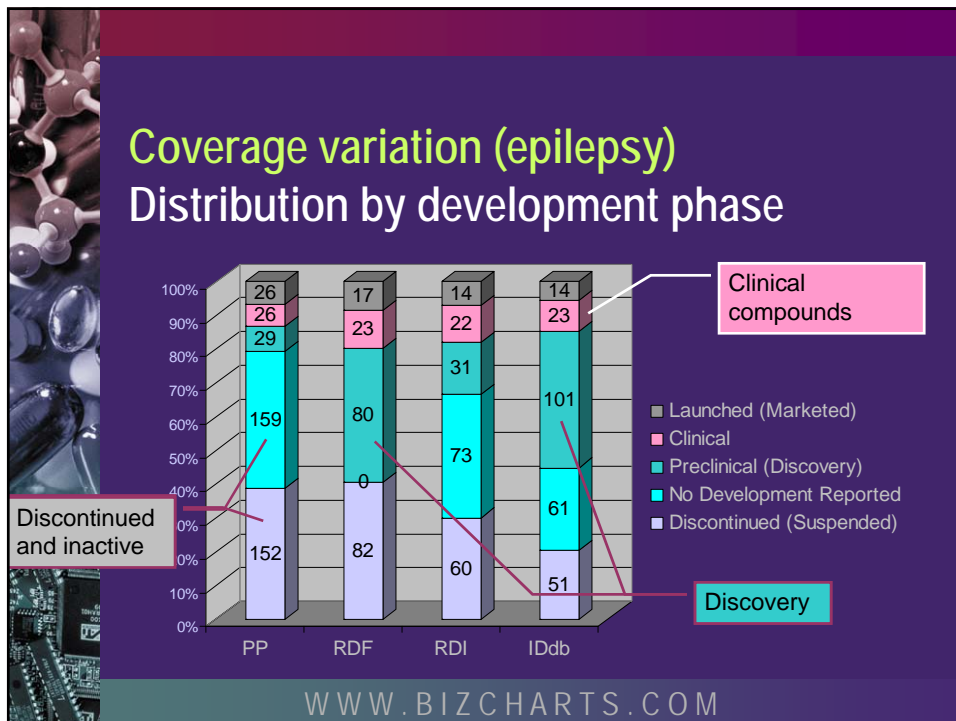 Coverage variation (epilepsy)
Distribution by development phase
Clinical
compounds
100%
90%
80%
70%
60%
50%
40%
30%
20%
10%
0%
26
26
29
159
152
17
23
80
0
82
14
22
31
73
60
14
23
101
61
51
PP
RDF
RDI
IDdb
Launched (Marketed)
Clinical
Preclinical (Discovery)
No Development Reported
Discontinued (Suspended)
Discontinued
and inactive
Discovery
WWW.BIZCHARTS.COM